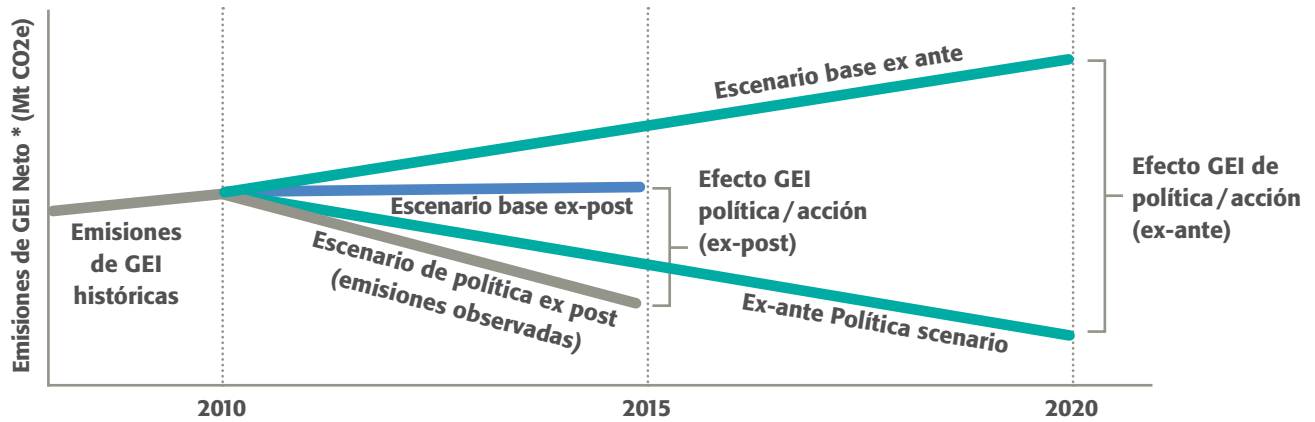 Emisiones de GEI Neto * (Mt CO2e)
Escenario base ex ante
Efecto GEI
política / acción
(ex-post)
Efecto GEI de
política / acción
(ex-ante)
Escenario base ex-post
Emisiones
de GEI
históricas
Escenario de política ex post
(emisiones observadas)
Ex-ante Política scenario
2010
2015
2020